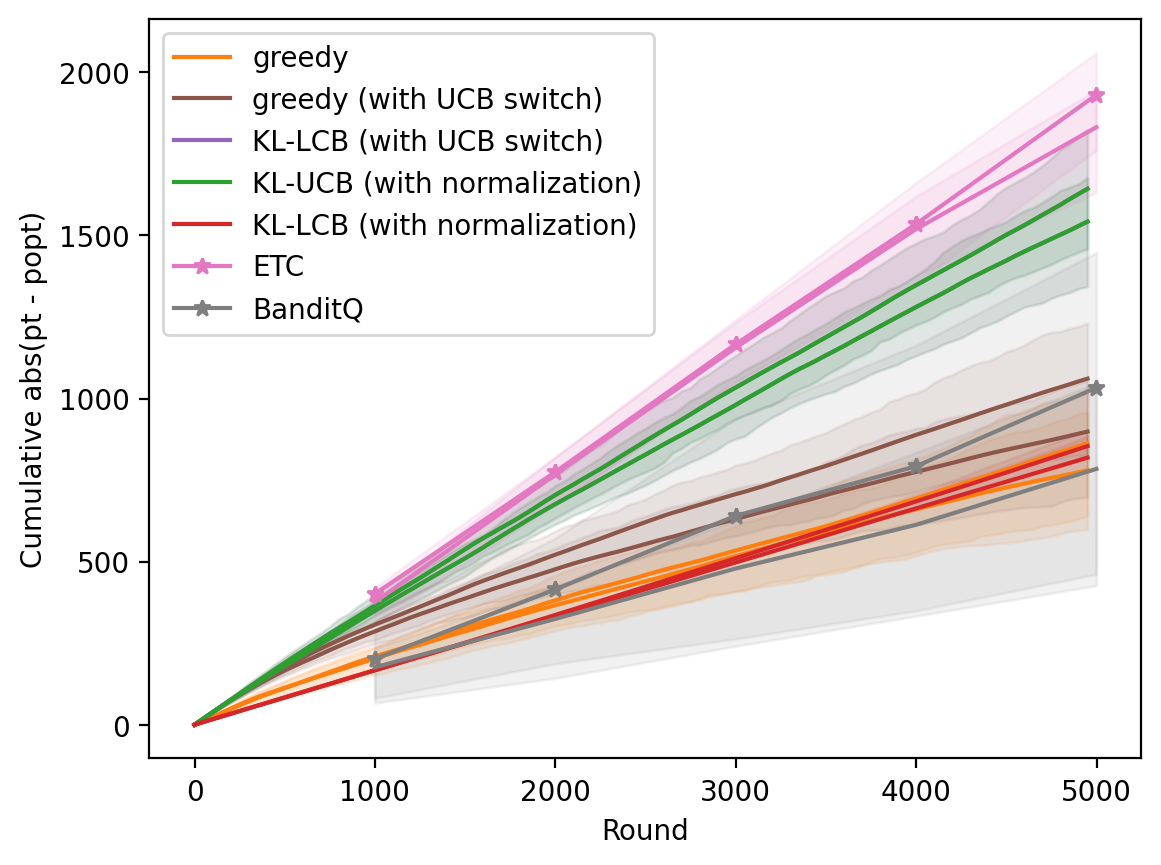 greedy
greedy (with UCB switch)
KL-LCB (with UCB switch)
KL-UCB (with normalization)
KL-LCB (with normalization)
ETC
BanditQ
Cumulative abs(pt - popt)
2000
1500
1000
500
0
0 1000 2000 3000 4000 5000
Round